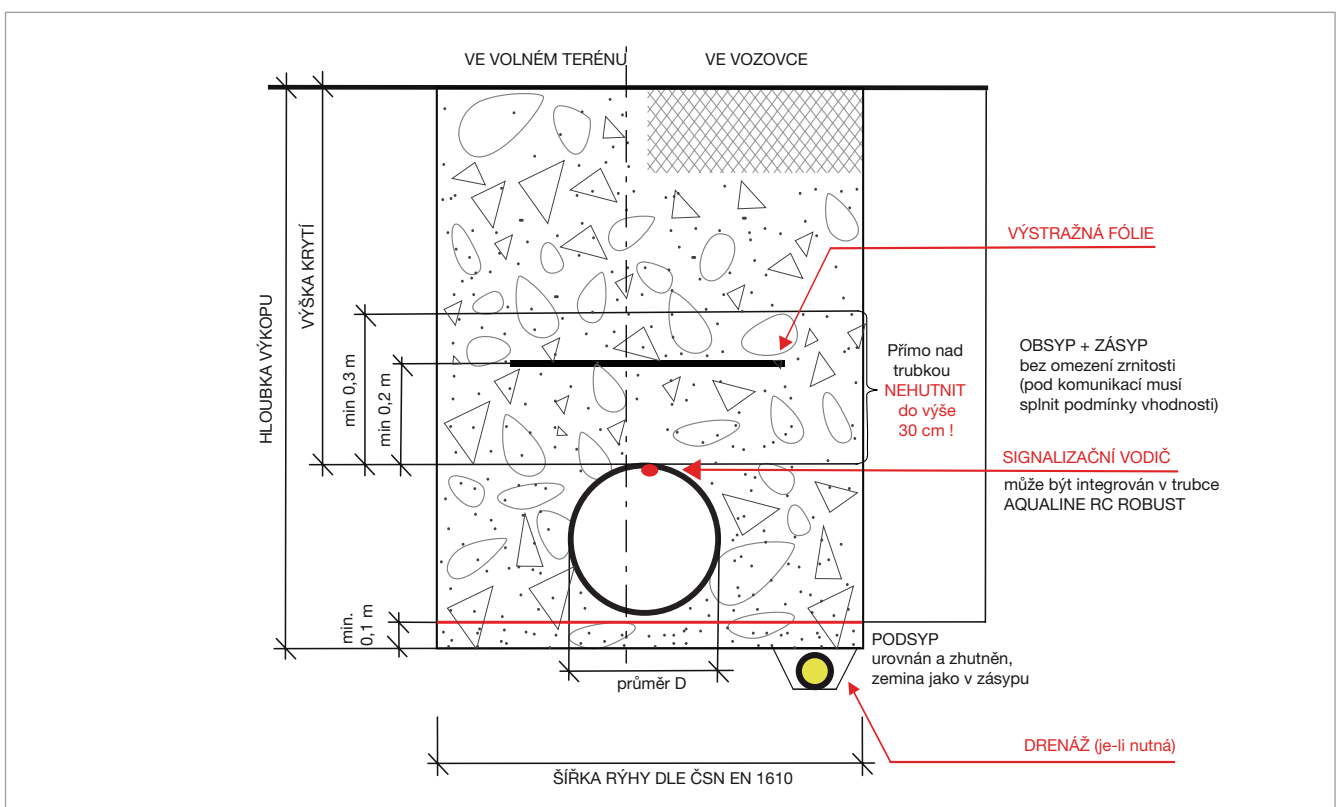 VE VOLNÉM TERÉNU
VE VOZOVCE
HLOUBKA VÝKOPU
VÝŠKA KRYTÍ
min 0,3 m
min 0,2 m
VÝSTRAŽNÁ FÓLIE
Přímo nad
trubkou
NEHUTNIT
do výše
30 cm !
OBSYP + ZÁSYP
bez omezení zrnitosti
(pod komunikací musí
splnit podmínky vhodnosti)
SIGNALIZAČNÍ VODIČ
může být integrován v trubce
AQUALINE RC ROBUST
min.
0,1 m
PODSYP
urovnán a zhutněn,
zemina jako v zásypu
průměr D
DRENÁŽ (je-li nutná)
ŠÍŘKA RÝHY DLE ČSN EN 1610